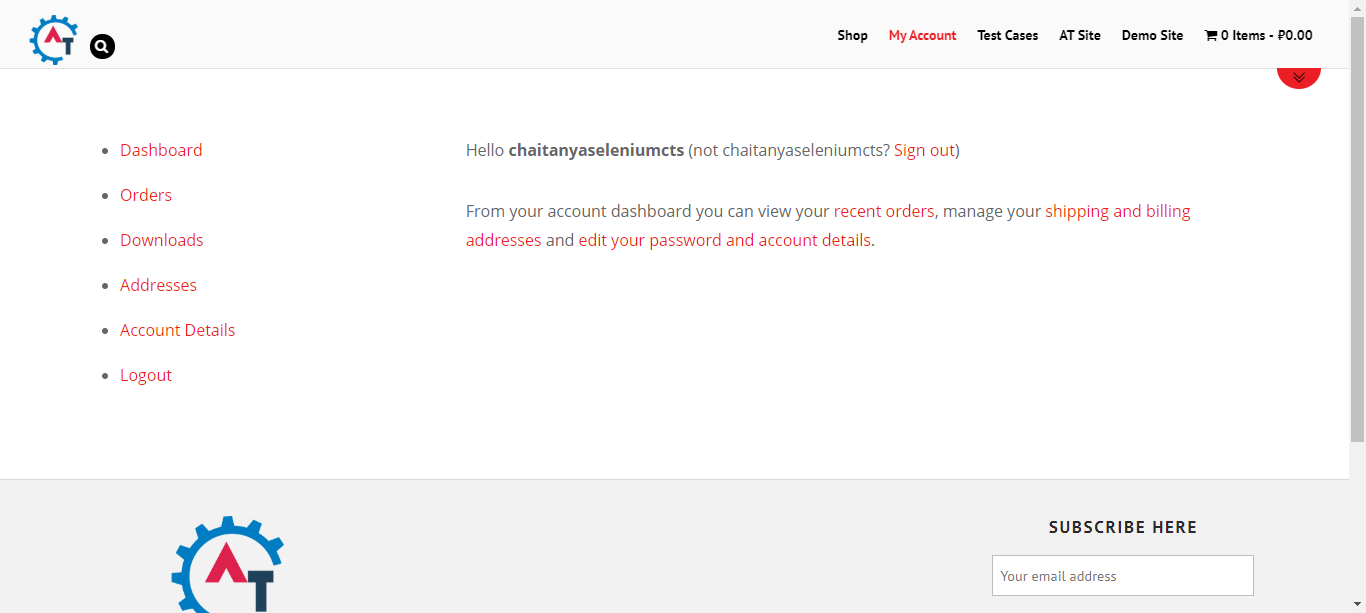 AT
Shop My Account Test Cases AT Site Demo Site 0 Items - ₽0.00
Dashboard
Orders
Downloads
Addresses
Account Details
Logout
Hello chaitanyaseleniumcts (not chaitanyaseleniumcts? Sign out)
From your account dashboard you can view your recent orders, manage your shipping and billing
addresses and edit your password and account details.
AT
SUBSCRIBE HERE
Your email address